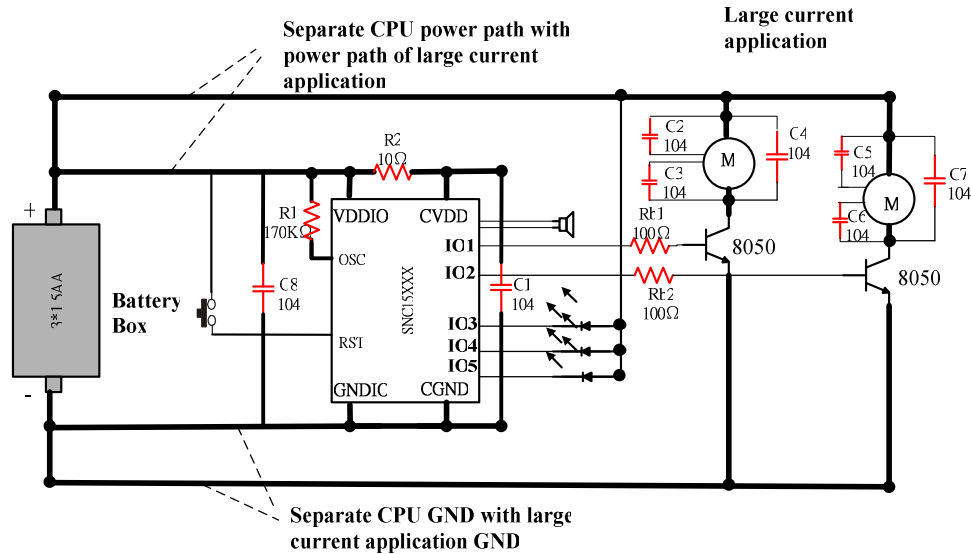 Separate CPU power path with
power path of large current
application
Large current
application
R2
10Ω
C2
104
C4
104
M
C3
104
C5
104
C7
104
M
C6
104
+
3*1.5AA
-
Battery
Box
R1
170KΩ
C8
104
VDDIO
CVDD
OSC
SNC15XXX
RST
GNDIC
CGND
IO1
IO2
IO3
IO4
IO5
C1
104
Rb1
100Ω
Rb2
100Ω
8050
8050
Separate CPU GND with large
current application GND